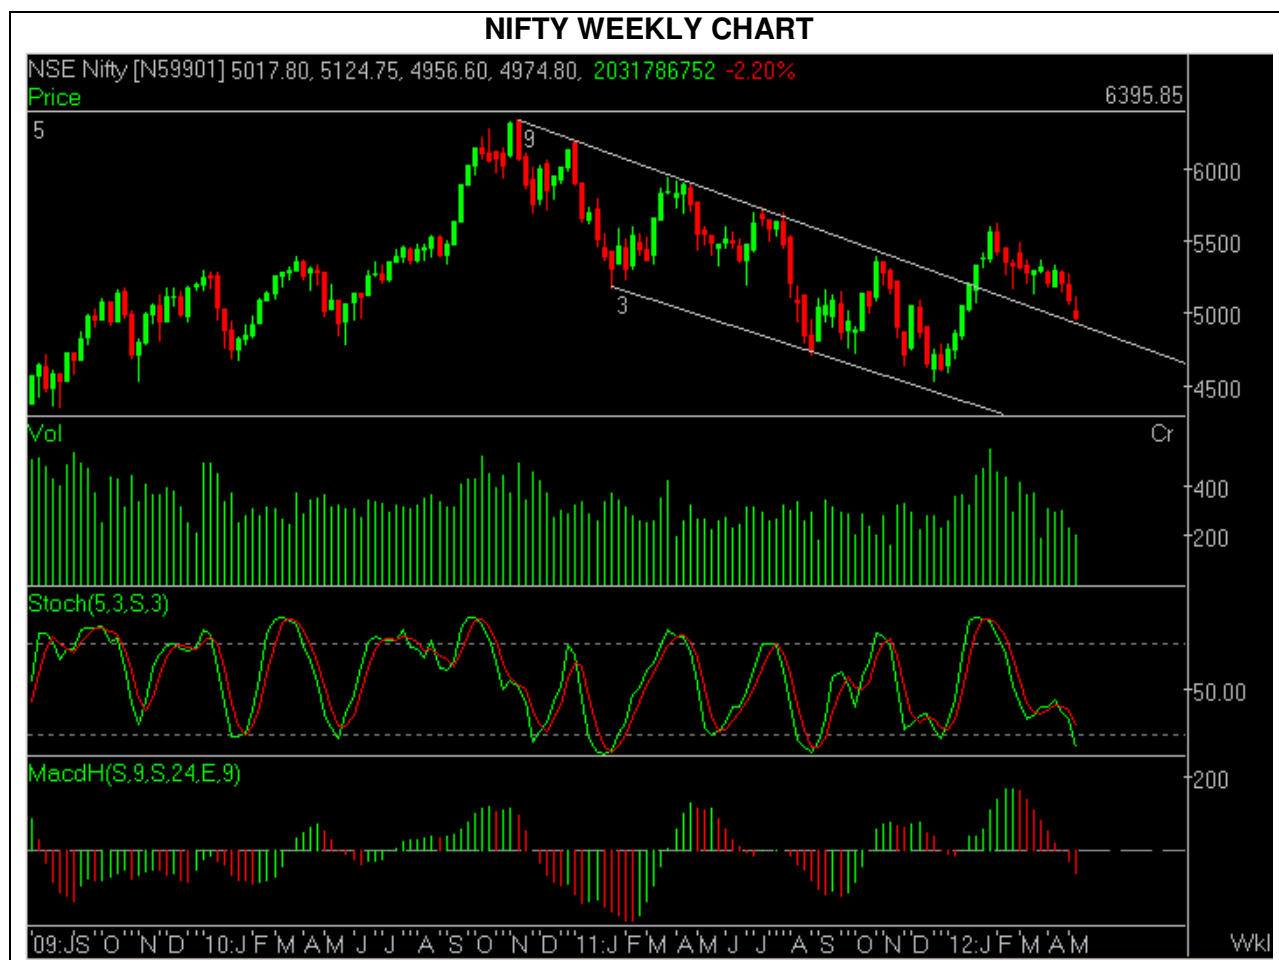 NIFTY WEEKLY CHART
NSE Nifty [N59901] 5017.80, 5124.75, 4956.60, 4974.80, 2031786752 -2.20%
Price
6395.85
5
9
3
6000
5500
5000
4500
Vol
Cr
400
200
Stoch(5,3,S,3)
50.00
MacdH(S,9,S,24,E,9)
200
'09:JS''O'''N''D'''10:J'F'M''A'M''J''J'''A''S''O'''N''D'''11:J'F'M''A'M''J''J'''A''S'''O'N''D'''12:J'F'M''A'M
Wkl